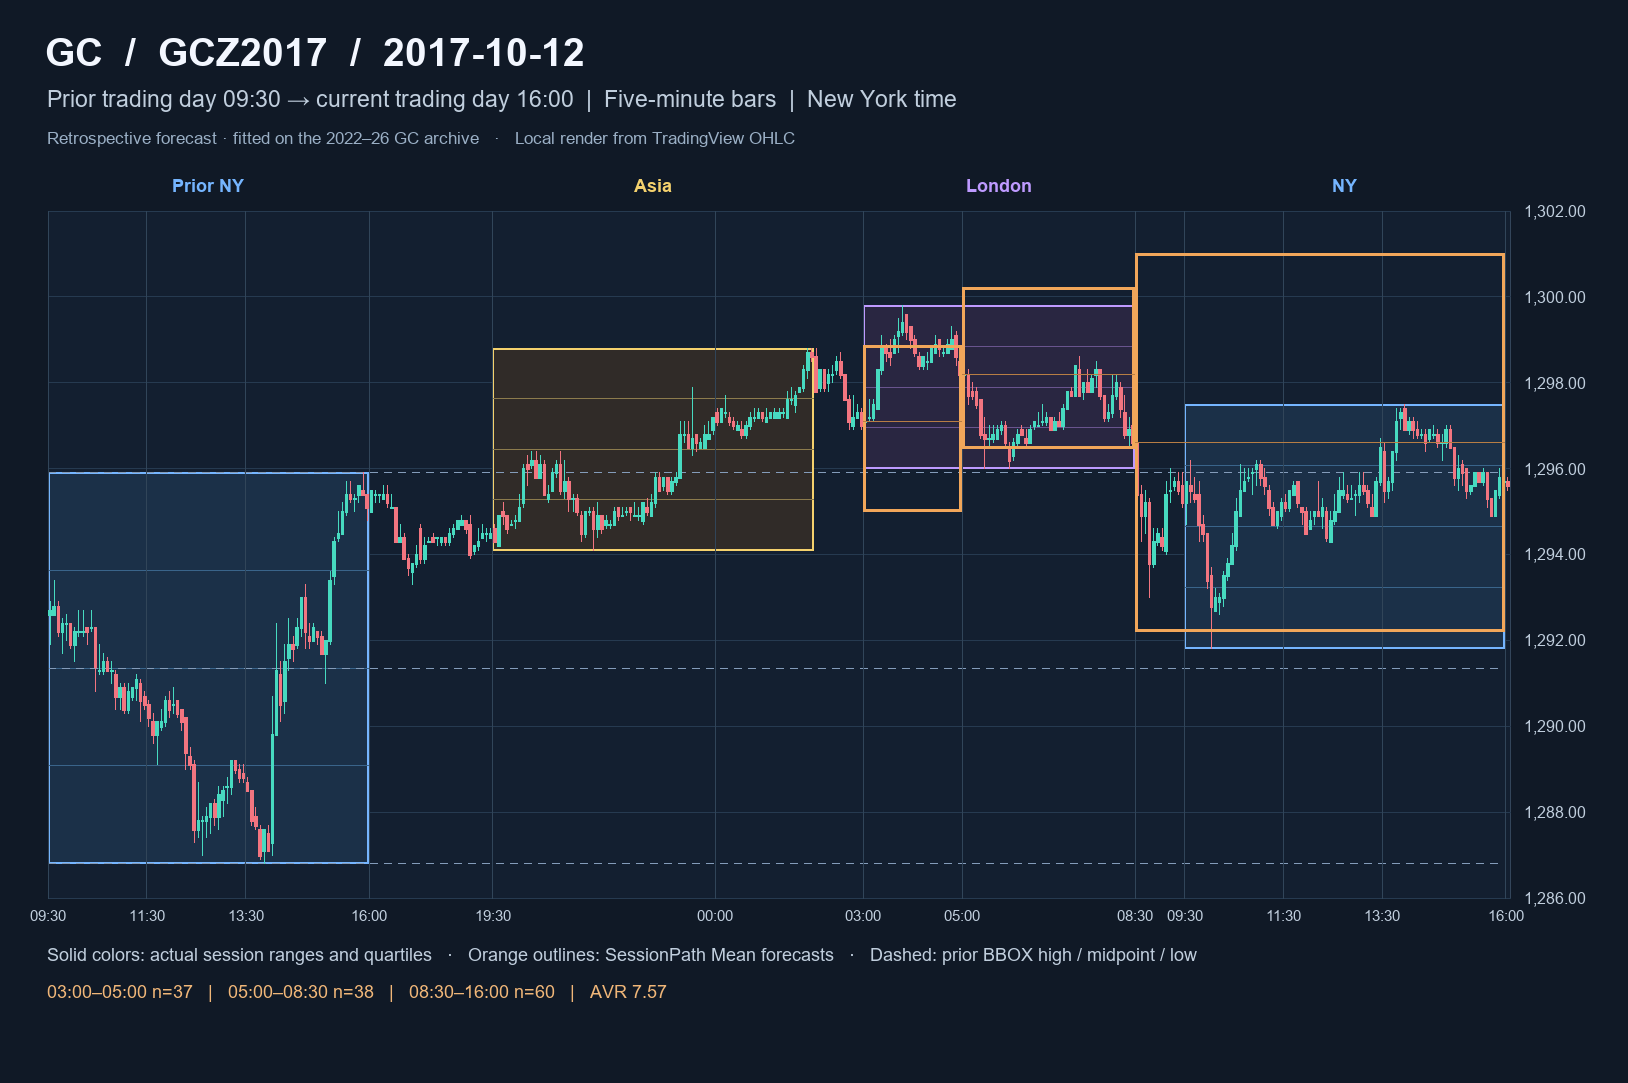 GC / GCZ2017 / 2017-10-12
Prior trading day 09:30 → current trading day 16:00 | Five-minute bars | New York time
Retrospective forecast · fitted on the 2022–26 GC archive · Local render from TradingView OHLC
Prior NY Asia London NY
1,302.00
1,300.00
1,298.00
1,296.00
1,294.00
1,292.00
1,290.00
1,288.00
1,286.00
09:30 11:30 13:30 16:00 19:30 00:00 03:00 05:00 08:30 09:30 11:30 13:30 16:00
Solid colors: actual session ranges and quartiles · Orange outlines: SessionPath Mean forecasts · Dashed: prior BBOX high / midpoint / low
03:00–05:00 n=37 | 05:00–08:30 n=38 | 08:30–16:00 n=60 | AVR 7.57